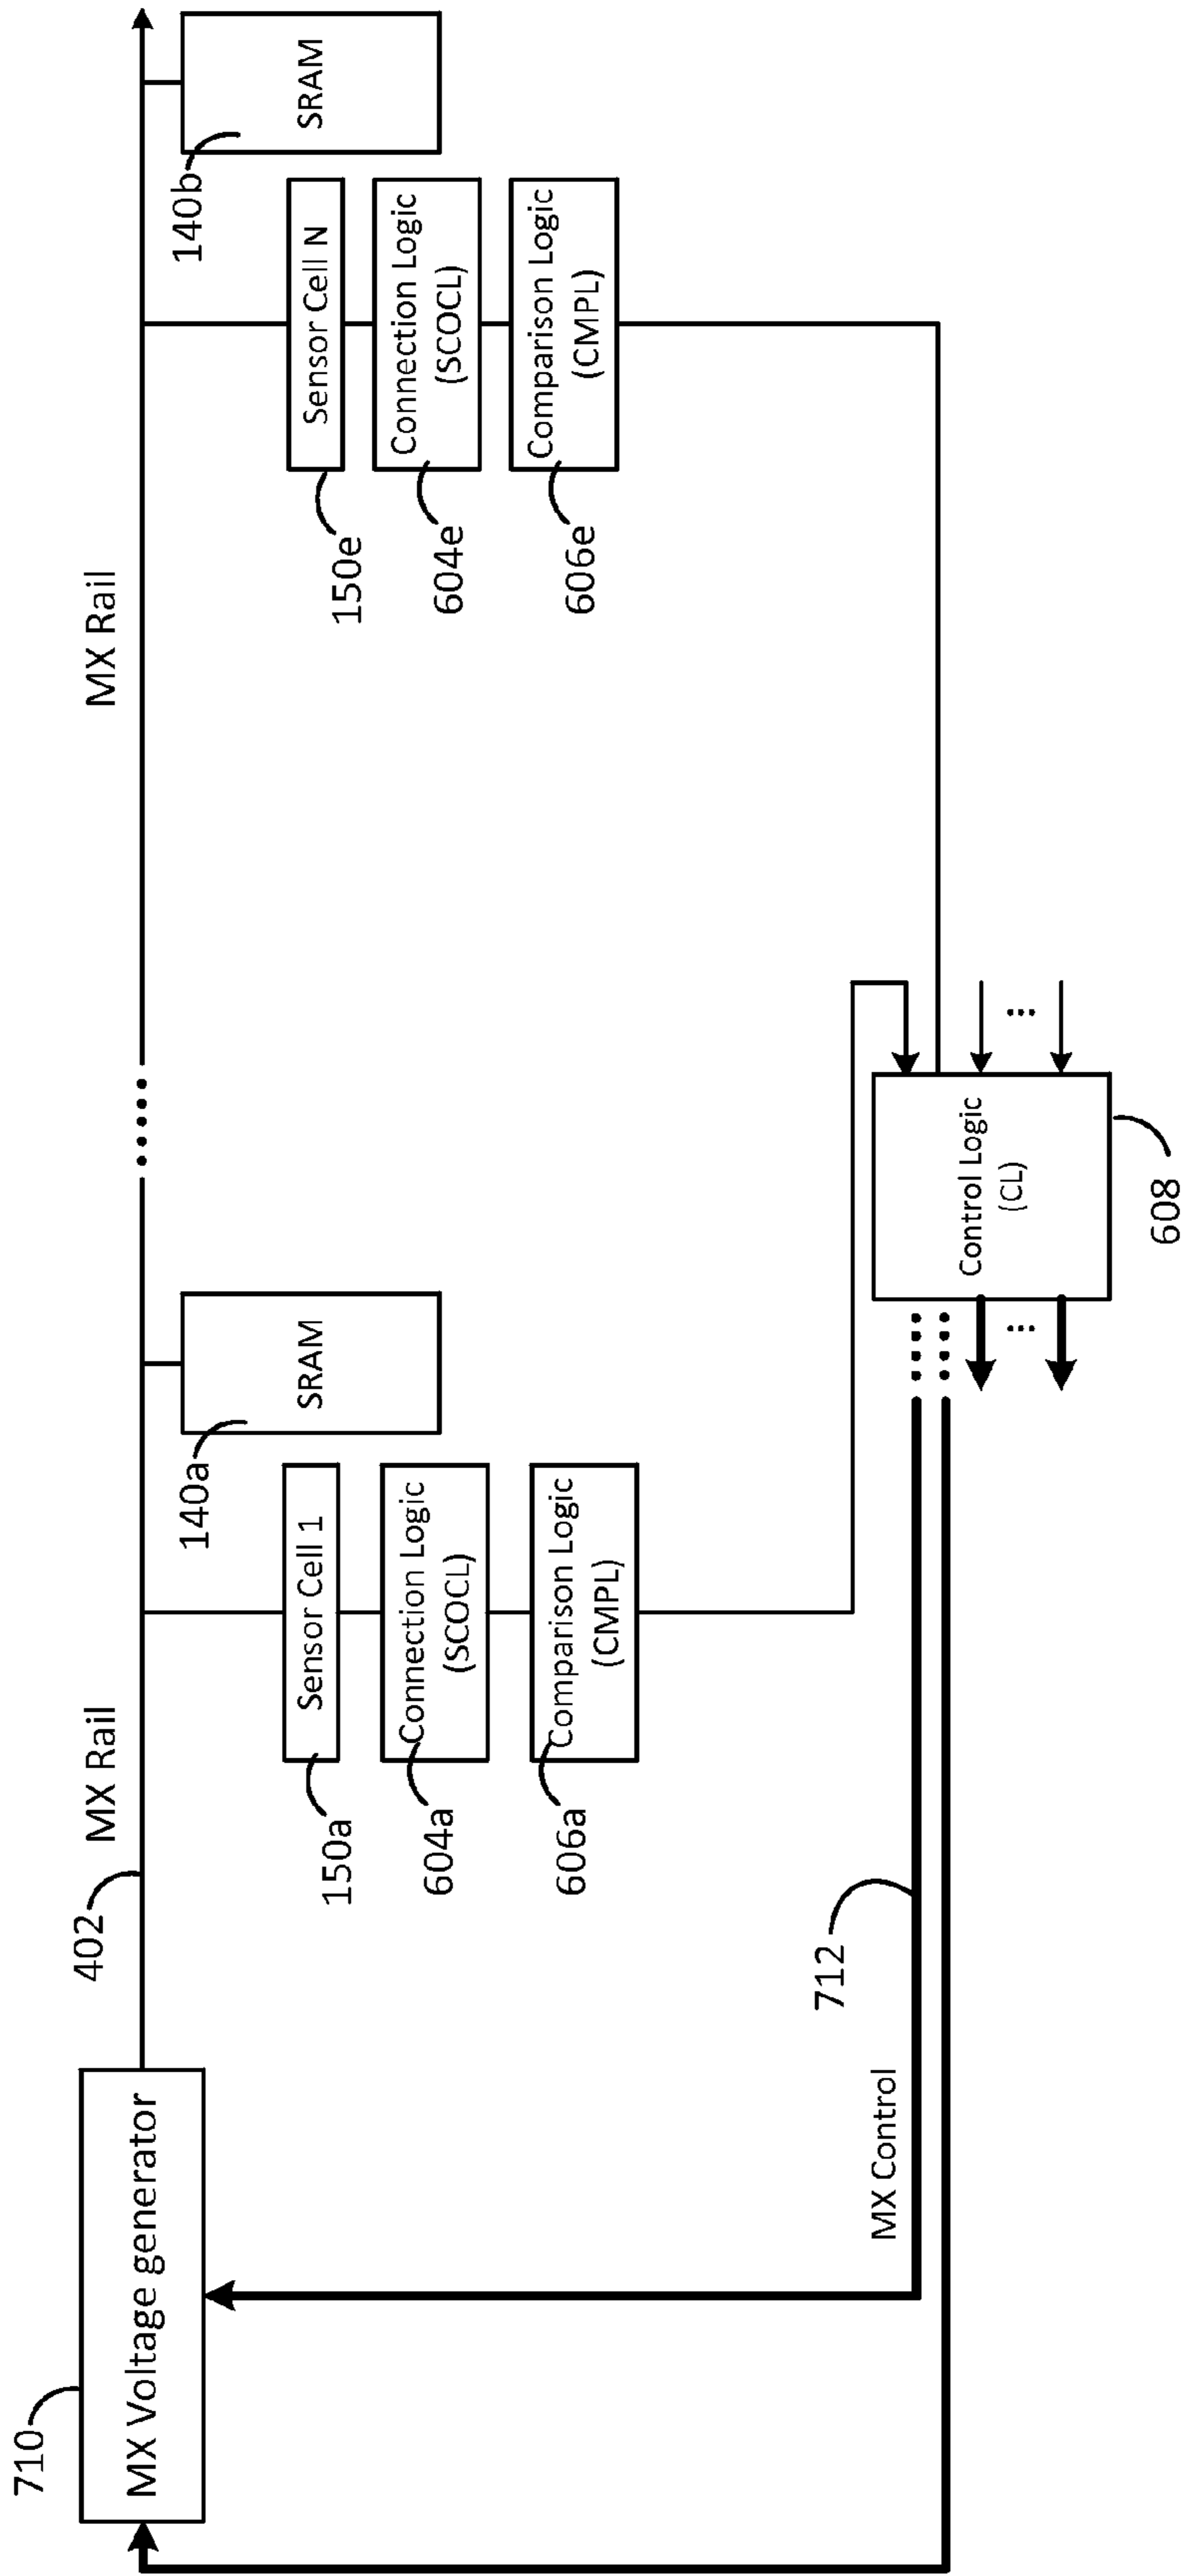 710
MX Voltage generator
402
MX Rail
MX Rail
150a
Sensor Cell 1
604a
Connection Logic
(SCOCL)
606a
Comparison Logic
(CMPL)
140a
SRAM
150e
Sensor Cell N
604e
Connection Logic
(SCOCL)
606e
Comparison Logic
(CMPL)
140b
SRAM
MX Control
712
Control Logic
(CL)
608